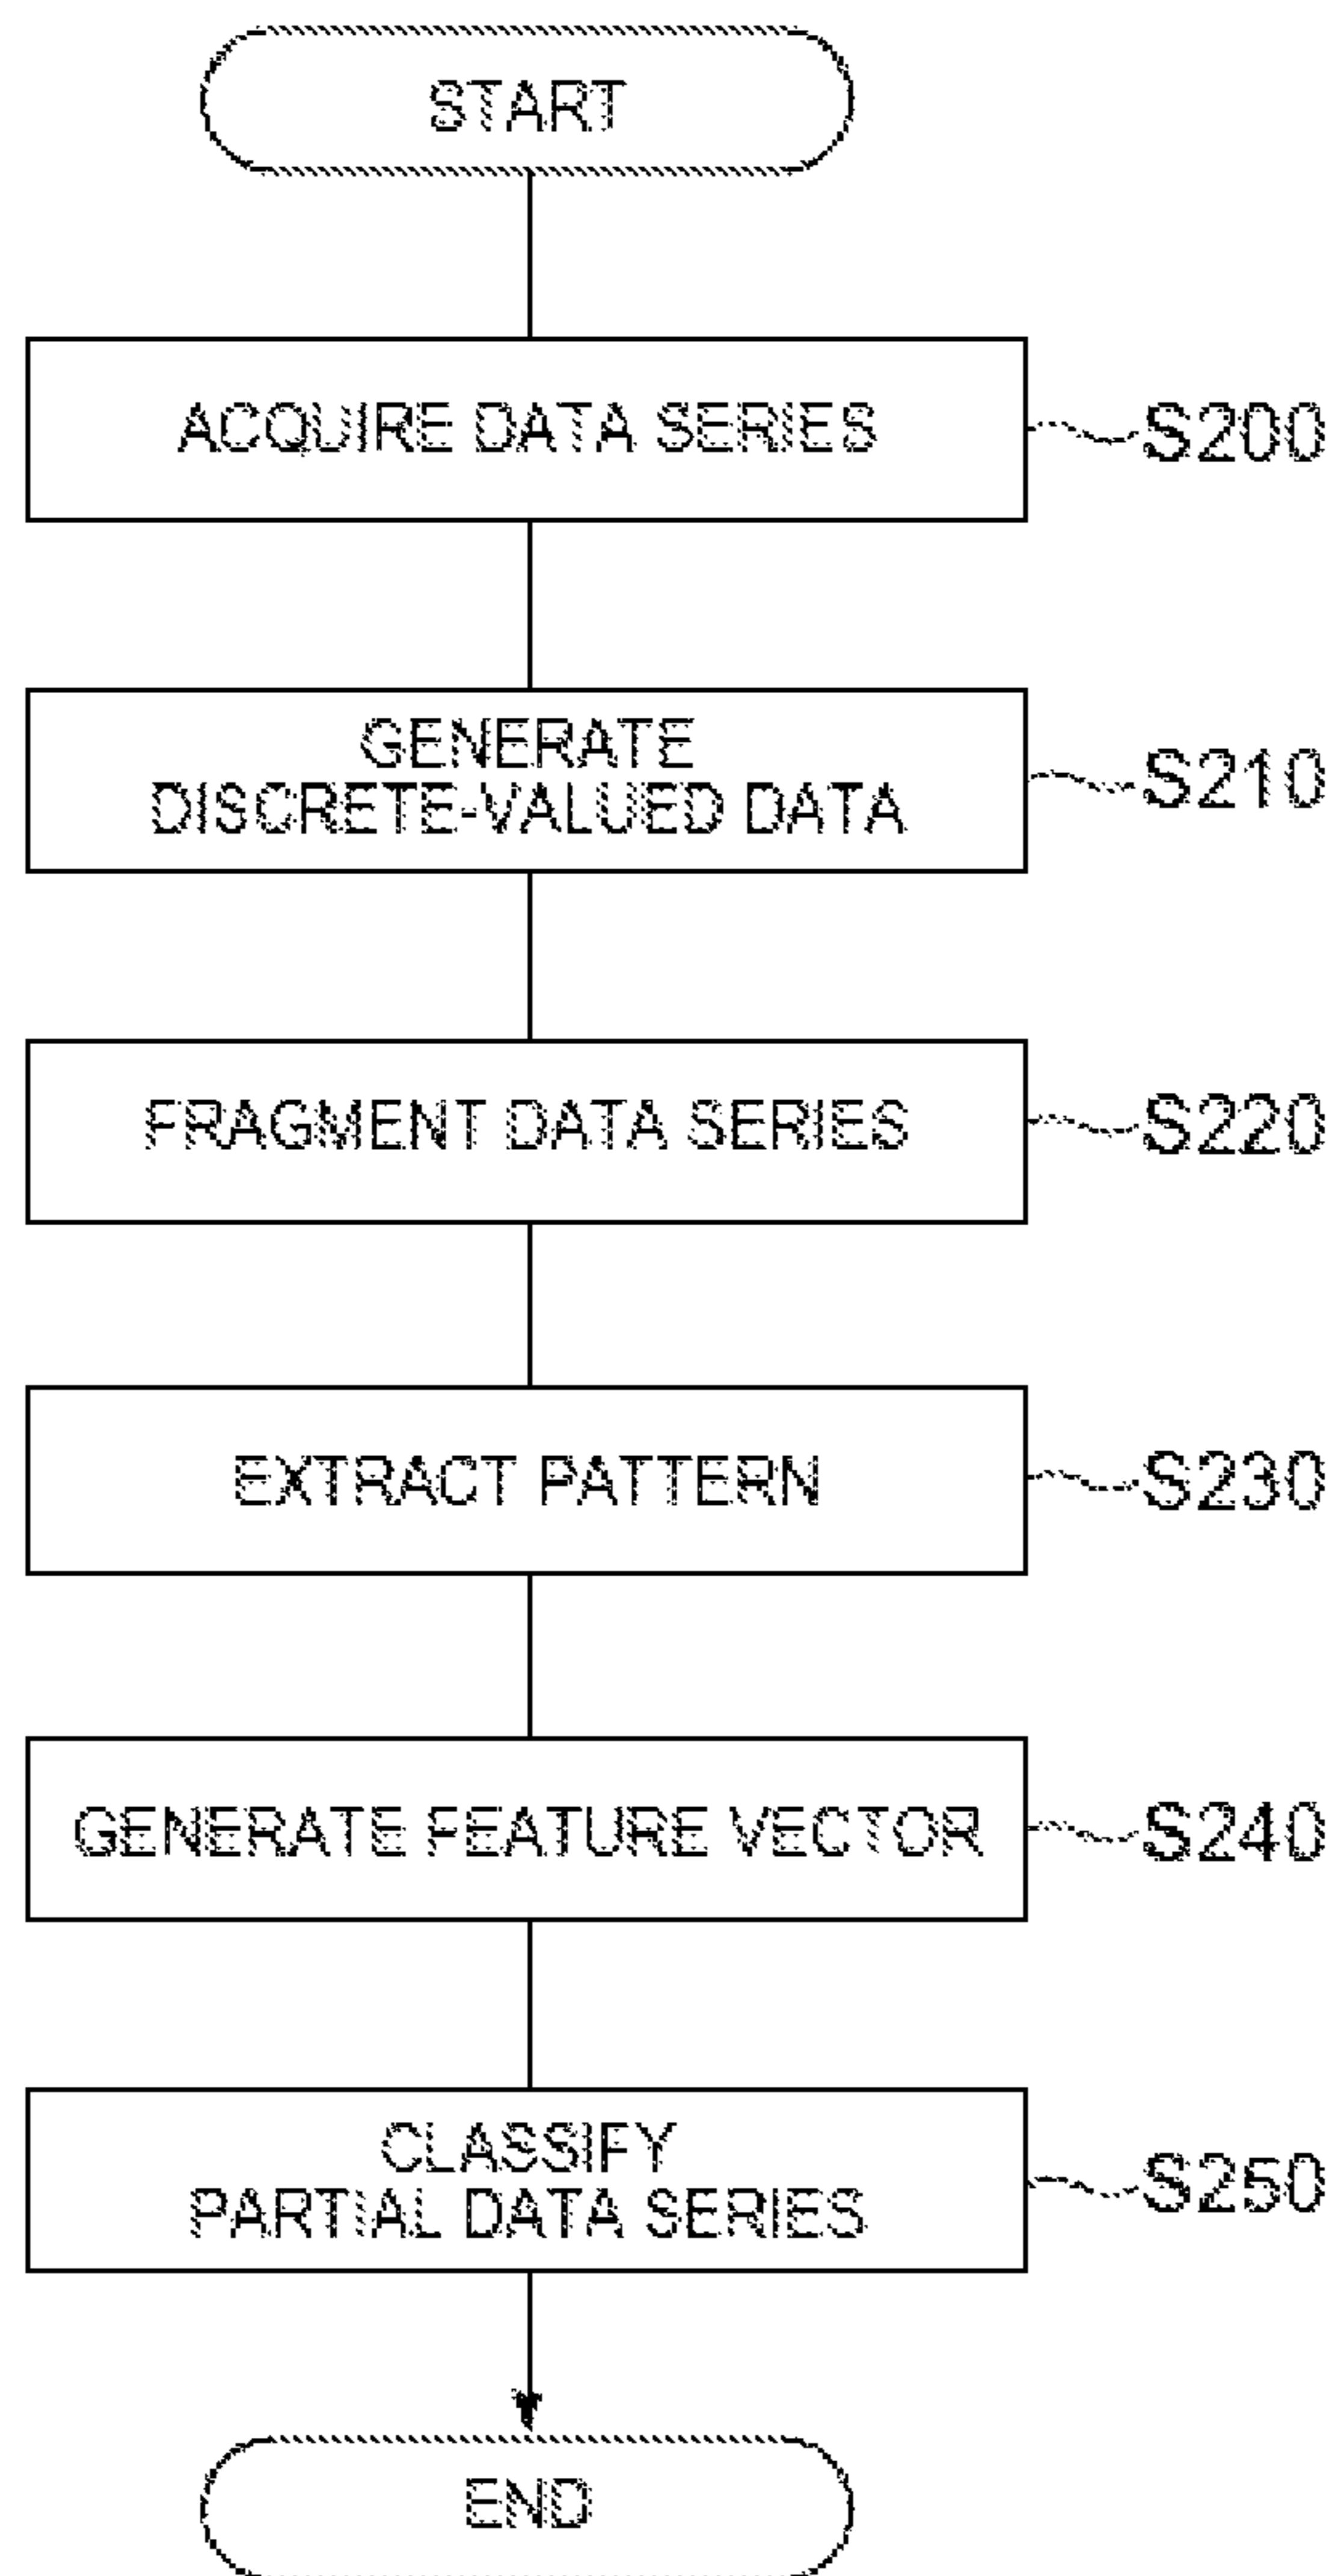 START
ACQUIRE DATA SERIES
S200
GENERATE
DISCRETE-VALUED DATA
S210
FRAGMENT DATA SERIES
S220
EXTRACT PATTERN
S230
GENERATE FEATURE VECTOR
S240
CLASSIFY
PARTIAL DATA SERIES
S250
END